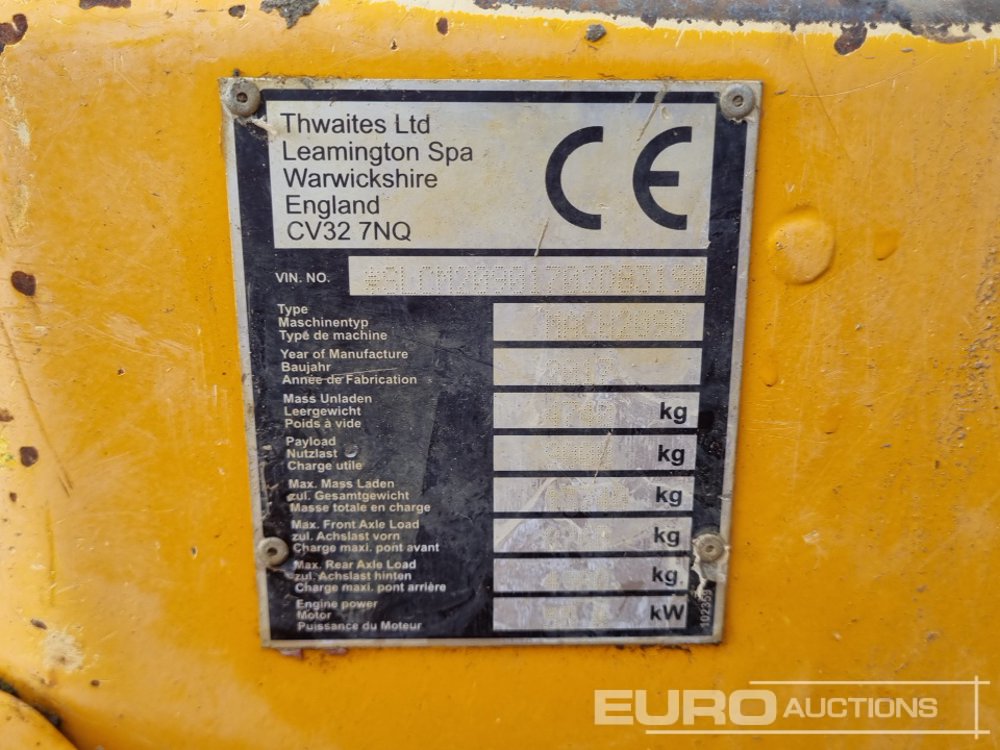 Thwaites Ltd
Leamington Spa
Warwickshire
England
CV32 7NQ
CE
VIN. NO.
Type
Maschinentyp
Type de machine
Year of Manufacture
Baujahr
Année de Fabrication
Mass Unladen
Leergewicht
Poids à vide
kg
Payload
Nutzlast
Charge utile
kg
Max. Mass Laden
zul. Gesamtgewicht
Masse totale en charge
kg
Max. Front Axle Load
zul. Achslast vorn
Charge maxi. pont avant
kg
Max. Rear Axle Load
zul. Achslast hinten
Charge maxi. pont arrière
kg
Engine power
Motor
Puissance du Moteur
kW
102359
EURO AUCTIONS